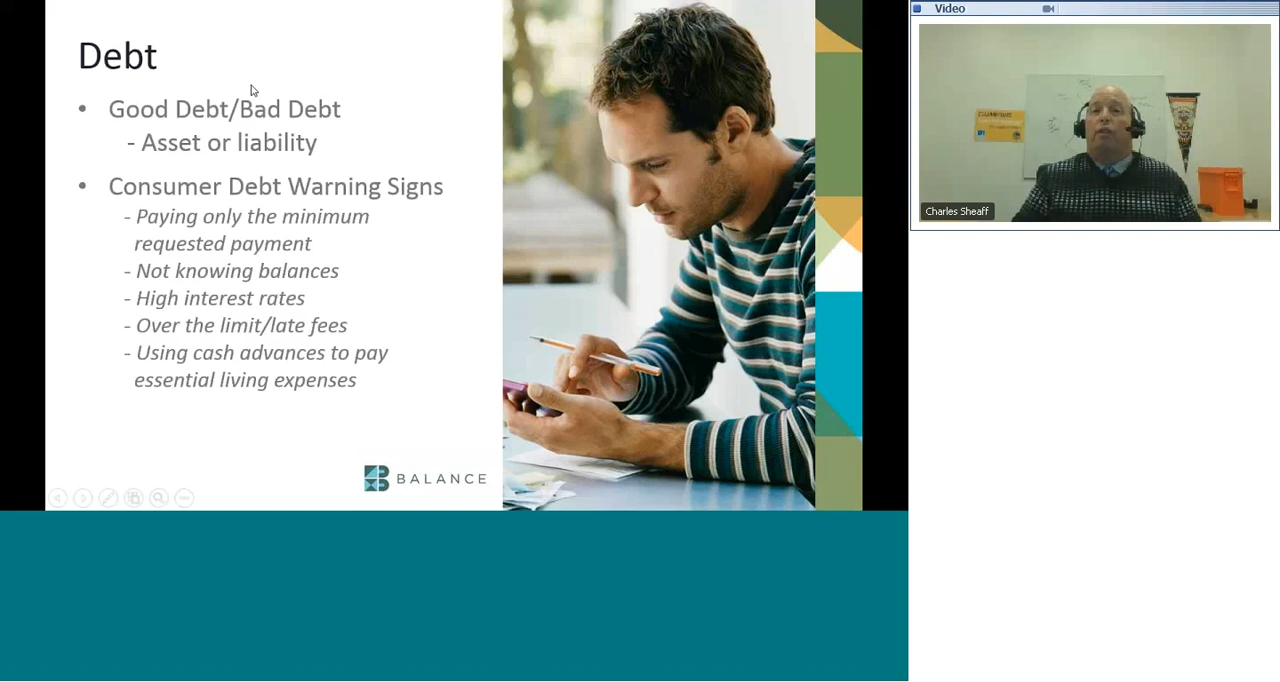 Debt
• Good Debt/Bad Debt
- Asset or liability
• Consumer Debt Warning Signs
- Paying only the minimum
requested payment
- Not knowing balances
- High interest rates
- Over the limit/late fees
- Using cash advances to pay
essential living expenses
BALANCE
Video
Charles Sheaff